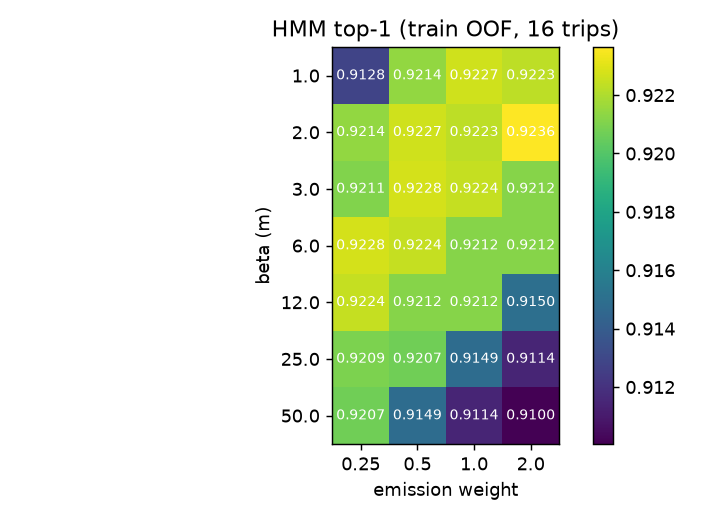 HMM top-1 (train OOF, 16 trips)
beta (m)
1.0 0.9128 0.9214 0.9227 0.9223
2.0 0.9214 0.9227 0.9223 0.9236
3.0 0.9211 0.9228 0.9224 0.9212
6.0 0.9228 0.9224 0.9212 0.9212
12.0 0.9224 0.9212 0.9212 0.9150
25.0 0.9209 0.9207 0.9149 0.9114
50.0 0.9207 0.9149 0.9114 0.9100
0.25 0.5 1.0 2.0
emission weight
0.922
0.920
0.918
0.916
0.914
0.912